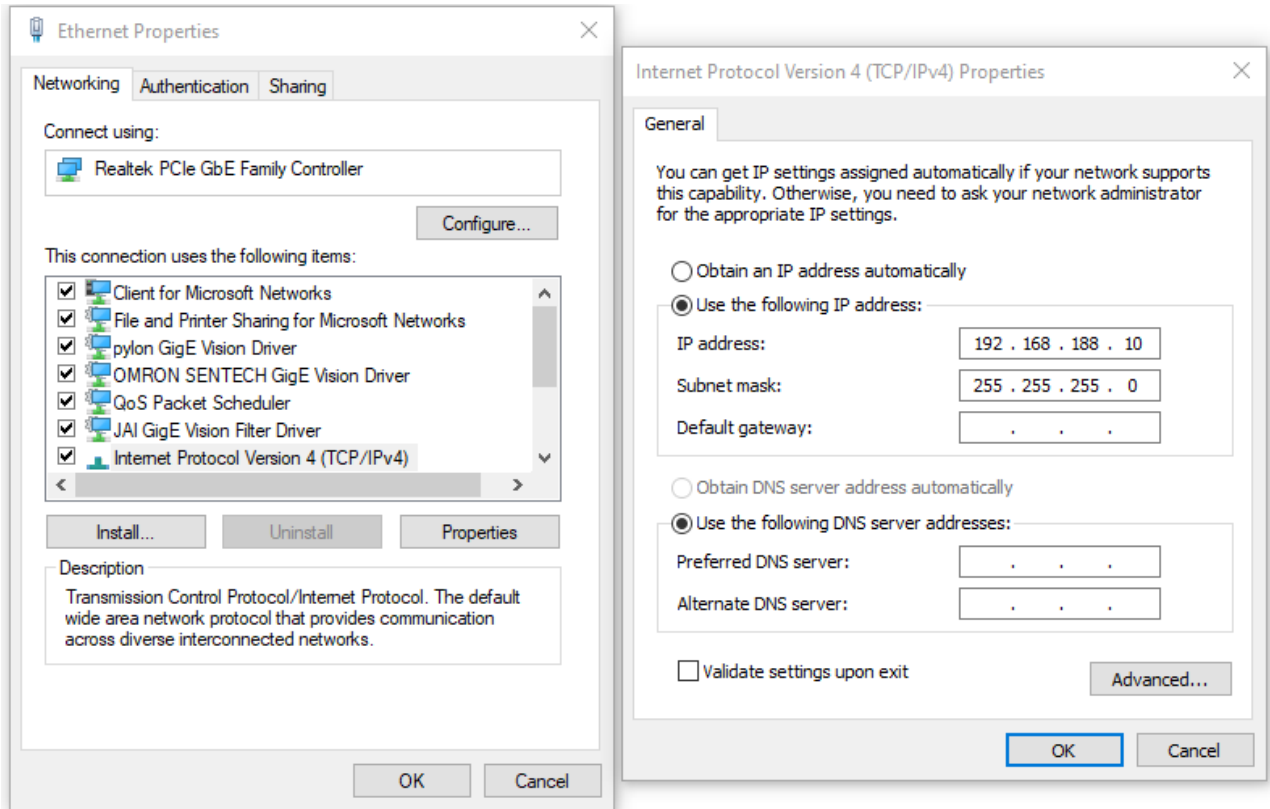 Ethernet Properties
Networking Authentication Sharing
Connect using:
Realtek PCIe GbE Family Controller
Configure...
This connection uses the following items:
Client for Microsoft Networks
File and Printer Sharing for Microsoft Networks
pylon GigE Vision Driver
OMRON SENTECH GigE Vision Driver
QoS Packet Scheduler
JAI GigE Vision Filter Driver
Internet Protocol Version 4 (TCP/IPv4)
Install... Uninstall Properties
Description
Transmission Control Protocol/Internet Protocol. The default
wide area network protocol that provides communication
across diverse interconnected networks.
OK Cancel
Internet Protocol Version 4 (TCP/IPv4) Properties
General
You can get IP settings assigned automatically if your network supports
this capability. Otherwise, you need to ask your network administrator
for the appropriate IP settings.
Obtain an IP address automatically
Use the following IP address:
IP address: 192 . 168 . 188 . 10
Subnet mask: 255 . 255 . 255 . 0
Default gateway: . . .
Obtain DNS server address automatically
Use the following DNS server addresses:
Preferred DNS server: . . .
Alternate DNS server: . . .
Validate settings upon exit
Advanced...
OK Cancel